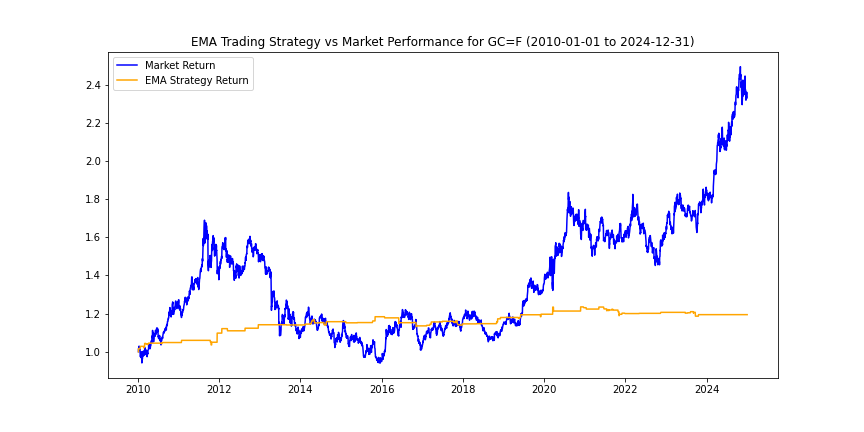 EMA Trading Strategy vs Market Performance for GC=F (2010-01-01 to 2024-12-31)
Market Return
EMA Strategy Return
2.4
2.2
2.0
1.8
1.6
1.4
1.2
1.0
2010 2012 2014 2016 2018 2020 2022 2024